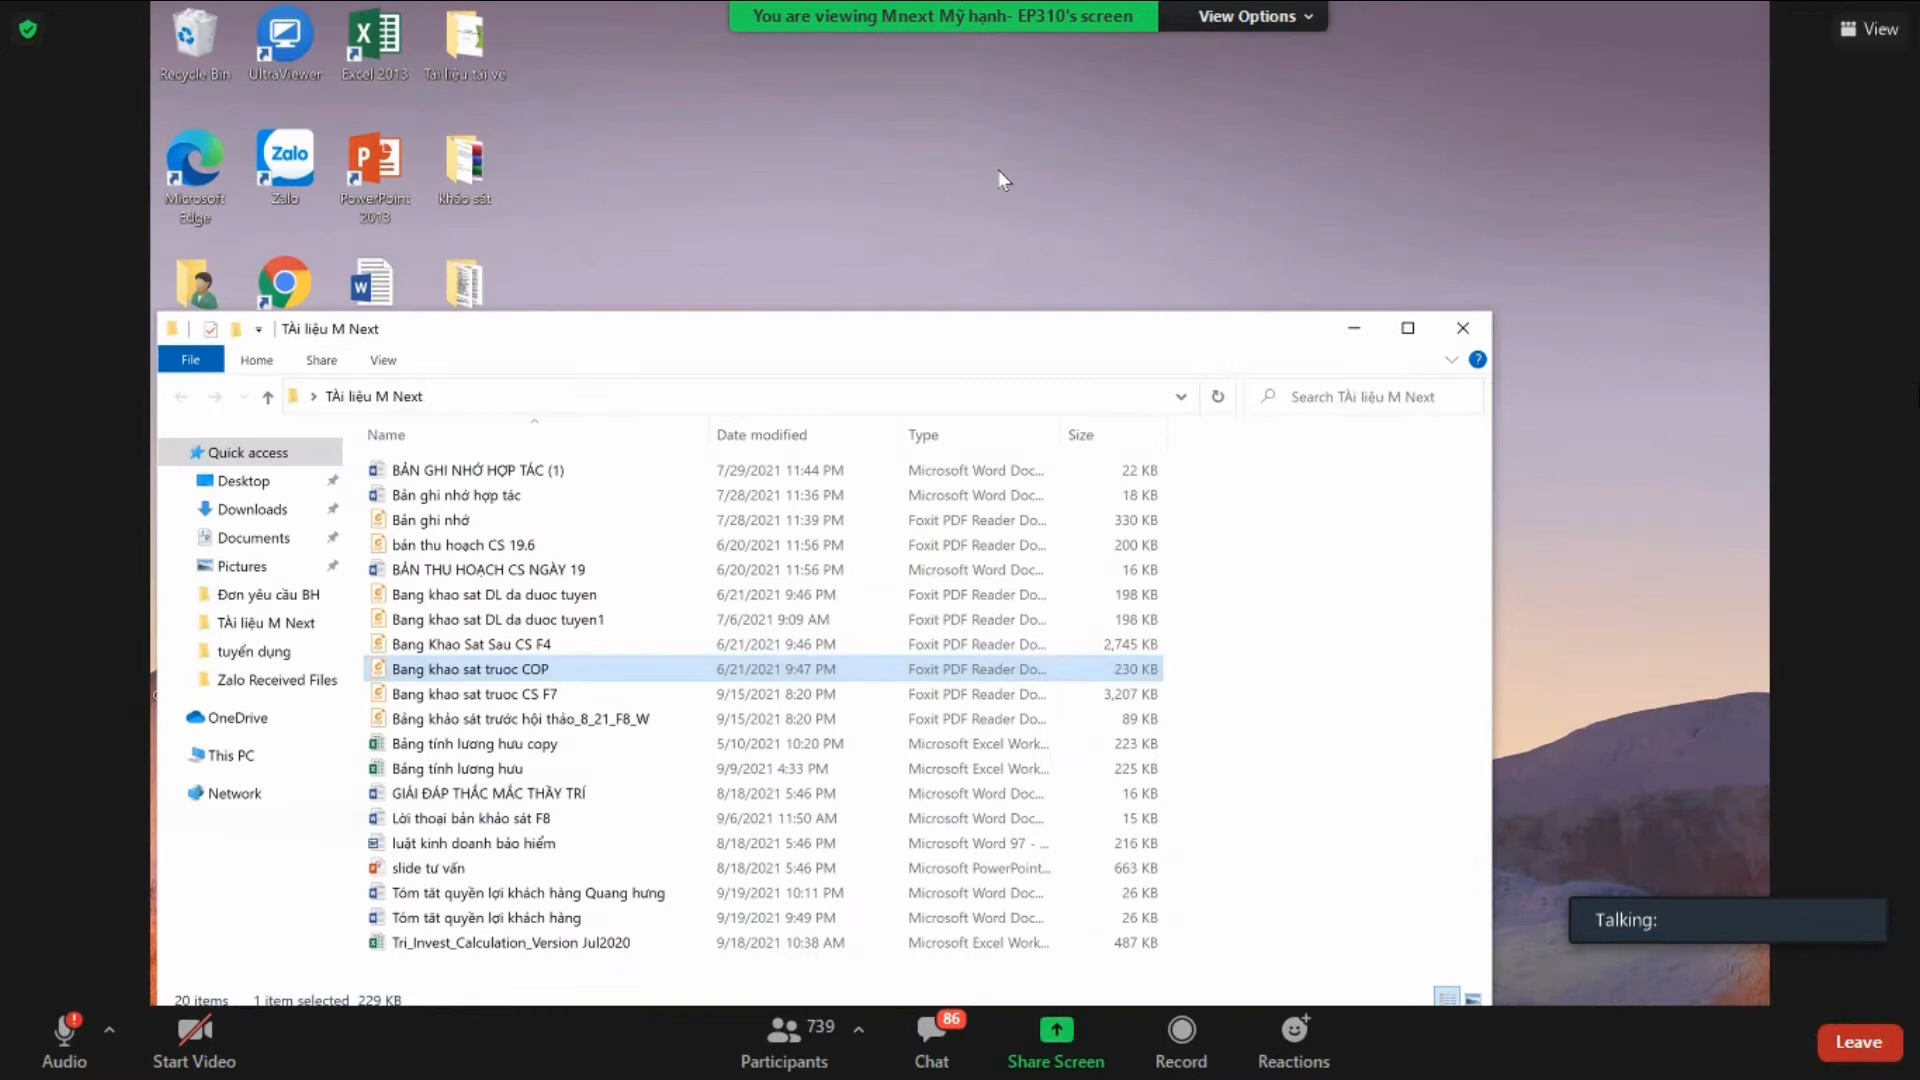 You are viewing Mnext Mỹ hạnh- EP310's screen
View Options
View
Recycle Bin
UltraViewer
Excel 2013
Tài liệu tải về
Zalo
Microsoft Edge
Zalo
PowerPoint 2013
khảo sát
TÀi liệu M Next
File
Home
Share
View
TÀi liệu M Next
Search TÀi liệu M Next
Name
Date modified
Type
Size
Quick access
Desktop
Downloads
Documents
Pictures
Đơn yêu cầu BH
TÀi liệu M Next
tuyển dụng
Zalo Received Files
OneDrive
This PC
Network
BẢN GHI NHỚ HỢP TÁC (1) 7/29/2021 11:44 PM Microsoft Word Doc... 22 KB
Bản ghi nhớ hợp tác 7/28/2021 11:36 PM Microsoft Word Doc... 18 KB
Bản ghi nhớ 7/28/2021 11:39 PM Foxit PDF Reader Do... 330 KB
bản thu hoạch CS 19.6 6/20/2021 11:56 PM Foxit PDF Reader Do... 200 KB
BẢN THU HOẠCH CS NGÀY 19 6/20/2021 11:56 PM Microsoft Word Doc... 16 KB
Bang khao sat DL da duoc tuyen 6/21/2021 9:46 PM Foxit PDF Reader Do... 198 KB
Bang khao sat DL da duoc tuyen1 7/6/2021 9:09 AM Foxit PDF Reader Do... 198 KB
Bang Khao Sat Sau CS F4 6/21/2021 9:46 PM Foxit PDF Reader Do... 2,745 KB
Bang khao sat truoc COP 6/21/2021 9:47 PM Foxit PDF Reader Do... 230 KB
Bang khao sat truoc CS F7 9/15/2021 8:20 PM Foxit PDF Reader Do... 3,207 KB
Bảng khảo sát trước hội thảo_8_21_F8_W 9/15/2021 8:20 PM Foxit PDF Reader Do... 89 KB
Bảng tính lương hưu copy 5/10/2021 10:20 PM Microsoft Excel Work... 223 KB
Bảng tính lương hưu 9/9/2021 4:33 PM Microsoft Excel Work... 225 KB
GIẢI ĐÁP THẮC MẮC THẦY TRÍ 8/18/2021 5:46 PM Microsoft Word Doc... 16 KB
Lời thoại bản khảo sát F8 9/6/2021 11:50 AM Microsoft Word Doc... 15 KB
luật kinh doanh bảo hiểm 8/18/2021 5:46 PM Microsoft Word 97 - ... 216 KB
slide tư vấn 8/18/2021 5:46 PM Microsoft PowerPoint... 663 KB
Tóm tắt quyền lợi khách hàng Quang hưng 9/19/2021 10:11 PM Microsoft Word Doc... 26 KB
Tóm tắt quyền lợi khách hàng 9/19/2021 9:49 PM Microsoft Word Doc... 26 KB
Tri_Invest_Calculation_Version Jul2020 9/18/2021 10:38 AM Microsoft Excel Work... 487 KB
20 items 1 item selected 229 KB
Talking:
Audio
Start Video
739
Participants
86
Chat
Share Screen
Record
Reactions
Leave